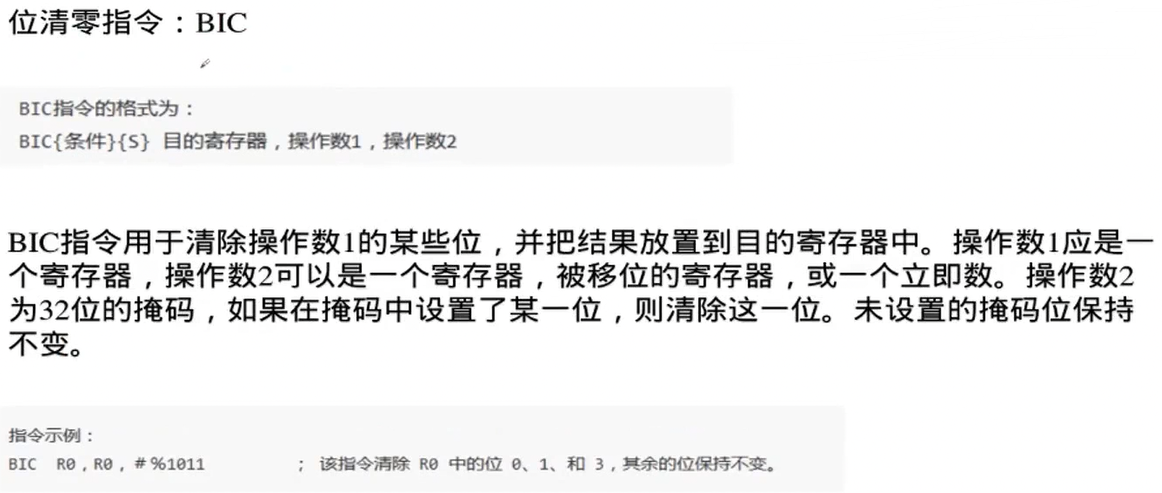 位清零指令：BIC
BIC指令的格式为：
BIC{条件}{S} 目的寄存器，操作数1，操作数2
BIC指令用于清除操作数1的某些位，并把结果放置到目的寄存器中。操作数1应是一
个寄存器，操作数2可以是一个寄存器，被移位的寄存器，或一个立即数。操作数2
为32位的掩码，如果在掩码中设置了某一位，则清除这一位。未设置的掩码位保持
不变。
指令示例：
BIC R0，R0，＃％1011 ； 该指令清除 R0 中的位 0、1、和 3，其余的位保持不变。